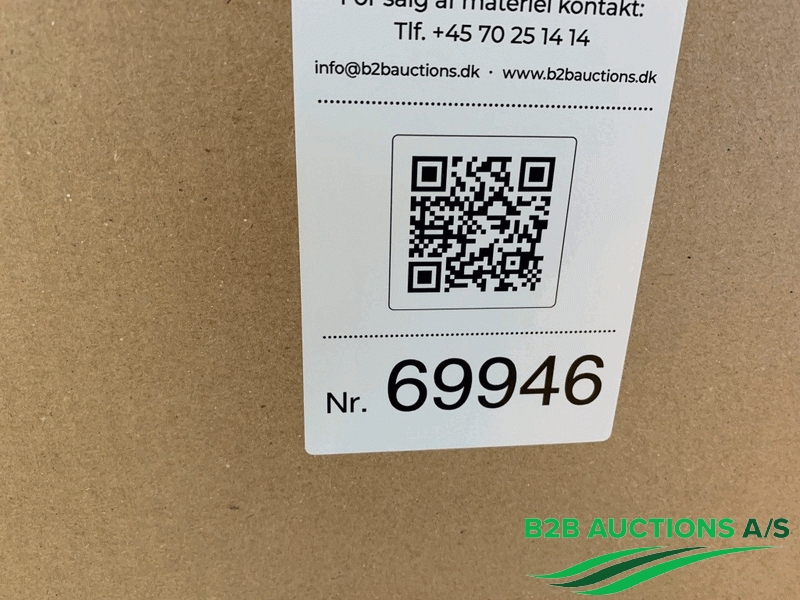 For salg af materiel kontakt:
Tlf. +45 70 25 14 14
info@b2bauctions.dk · www.b2bauctions.dk
Nr. 69946
B2B AUCTIONS A/S